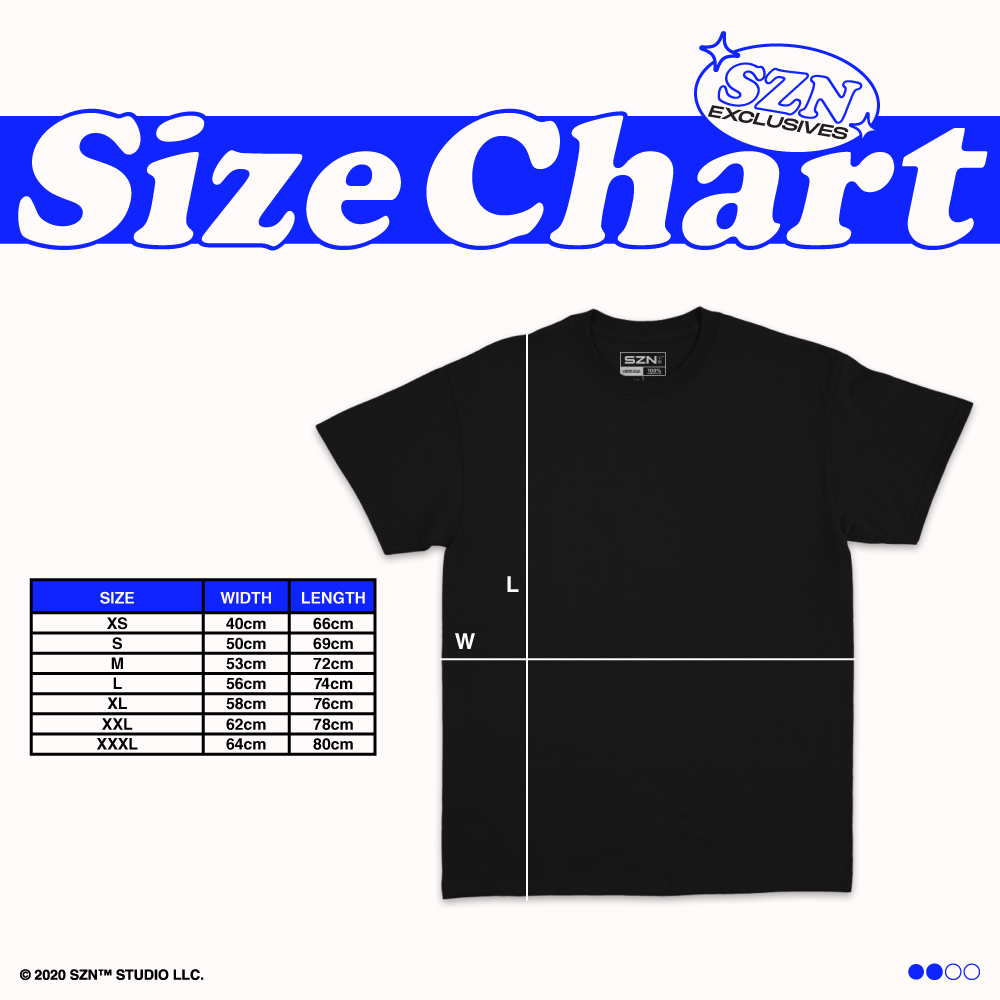 SZN
EXCLUSIVES
Size Chart
SZN
100%
L
W
SIZE WIDTH LENGTH
XS 40cm 66cm
S 50cm 69cm
M 53cm 72cm
L 56cm 74cm
XL 58cm 76cm
XXL 62cm 78cm
XXXL 64cm 80cm
© 2020 SZN™ STUDIO LLC.